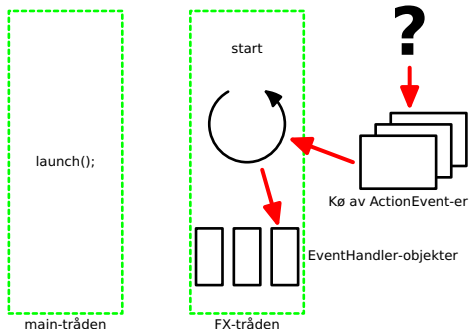 ?
start
launch();
Kø av ActionEvent-er
EventHandler-objekter
main-tråden
FX-tråden